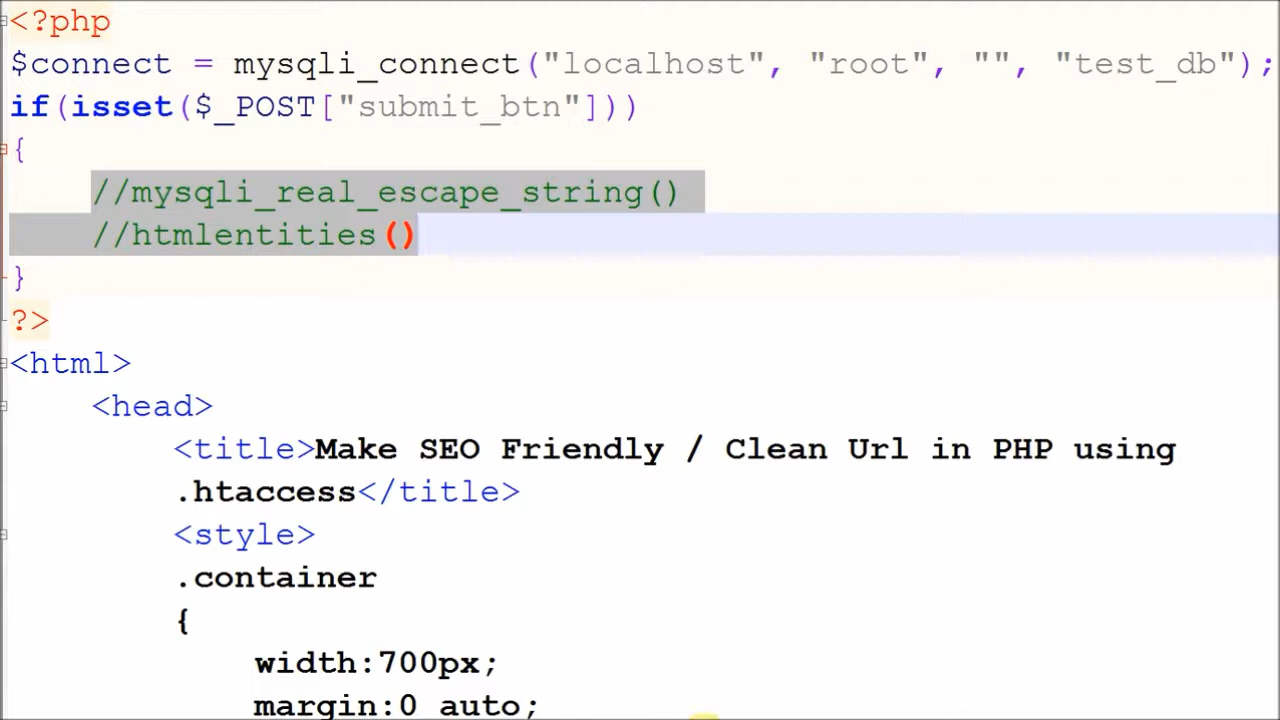 <?php
$connect = mysqli_connect("localhost", "root", "", "test_db");
if(isset($_POST["submit_btn"]))
{
//mysqli_real_escape_string()
//htmlentities()
}
?>
<html>
<head>
<title>Make SEO Friendly / Clean Url in PHP using
.htaccess</title>
<style>
.container
{
width:700px;
margin:0 auto;